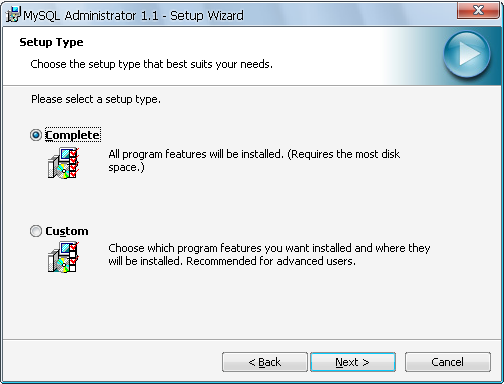 MySQL Administrator 1.1 - Setup Wizard
Setup Type
Choose the setup type that best suits your needs.
Please select a setup type.
Complete
All program features will be installed. (Requires the most disk
space.)
Custom
Choose which program features you want installed and where they
will be installed. Recommended for advanced users.
< Back
Next >
Cancel